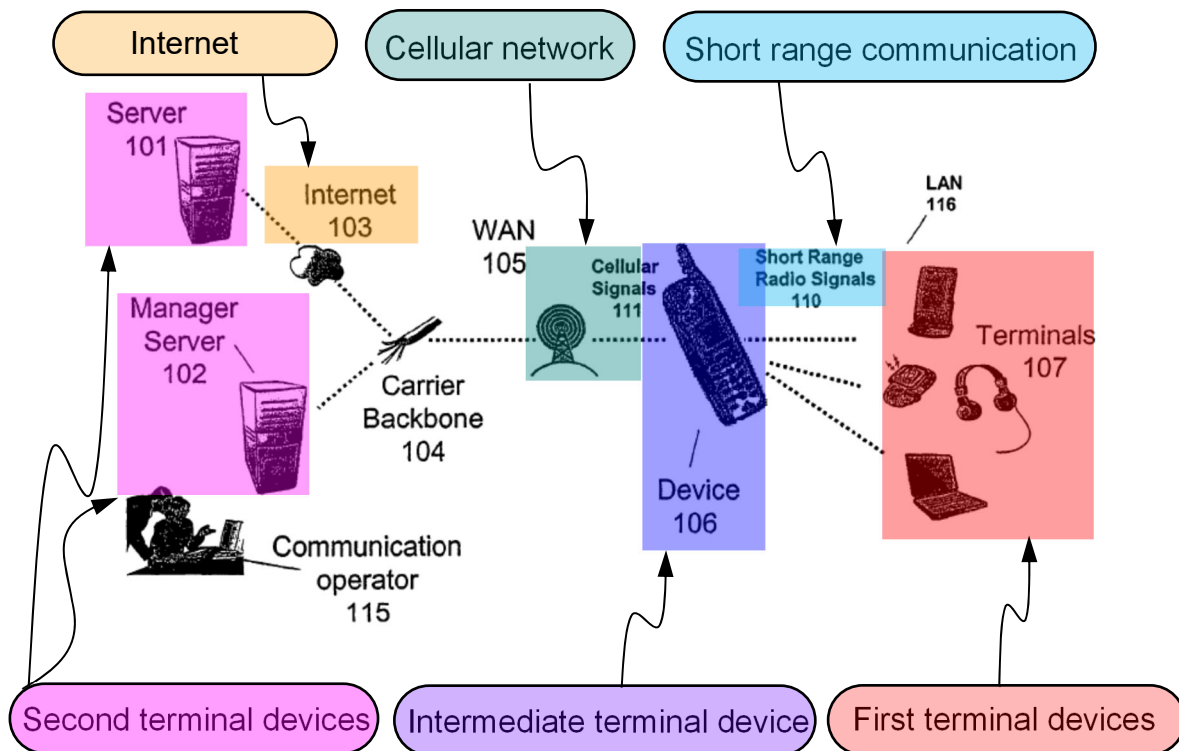 Internet
Cellular network
Short range communication
Server
101
Internet
103
LAN
116
WAN
105
Cellular
Signals
111
Short Range
Radio Signals
110
Manager
Server
102
Terminals
107
Carrier
Backbone
104
Device
106
Communication
operator
115
Second terminal devices
Intermediate terminal device
First terminal devices